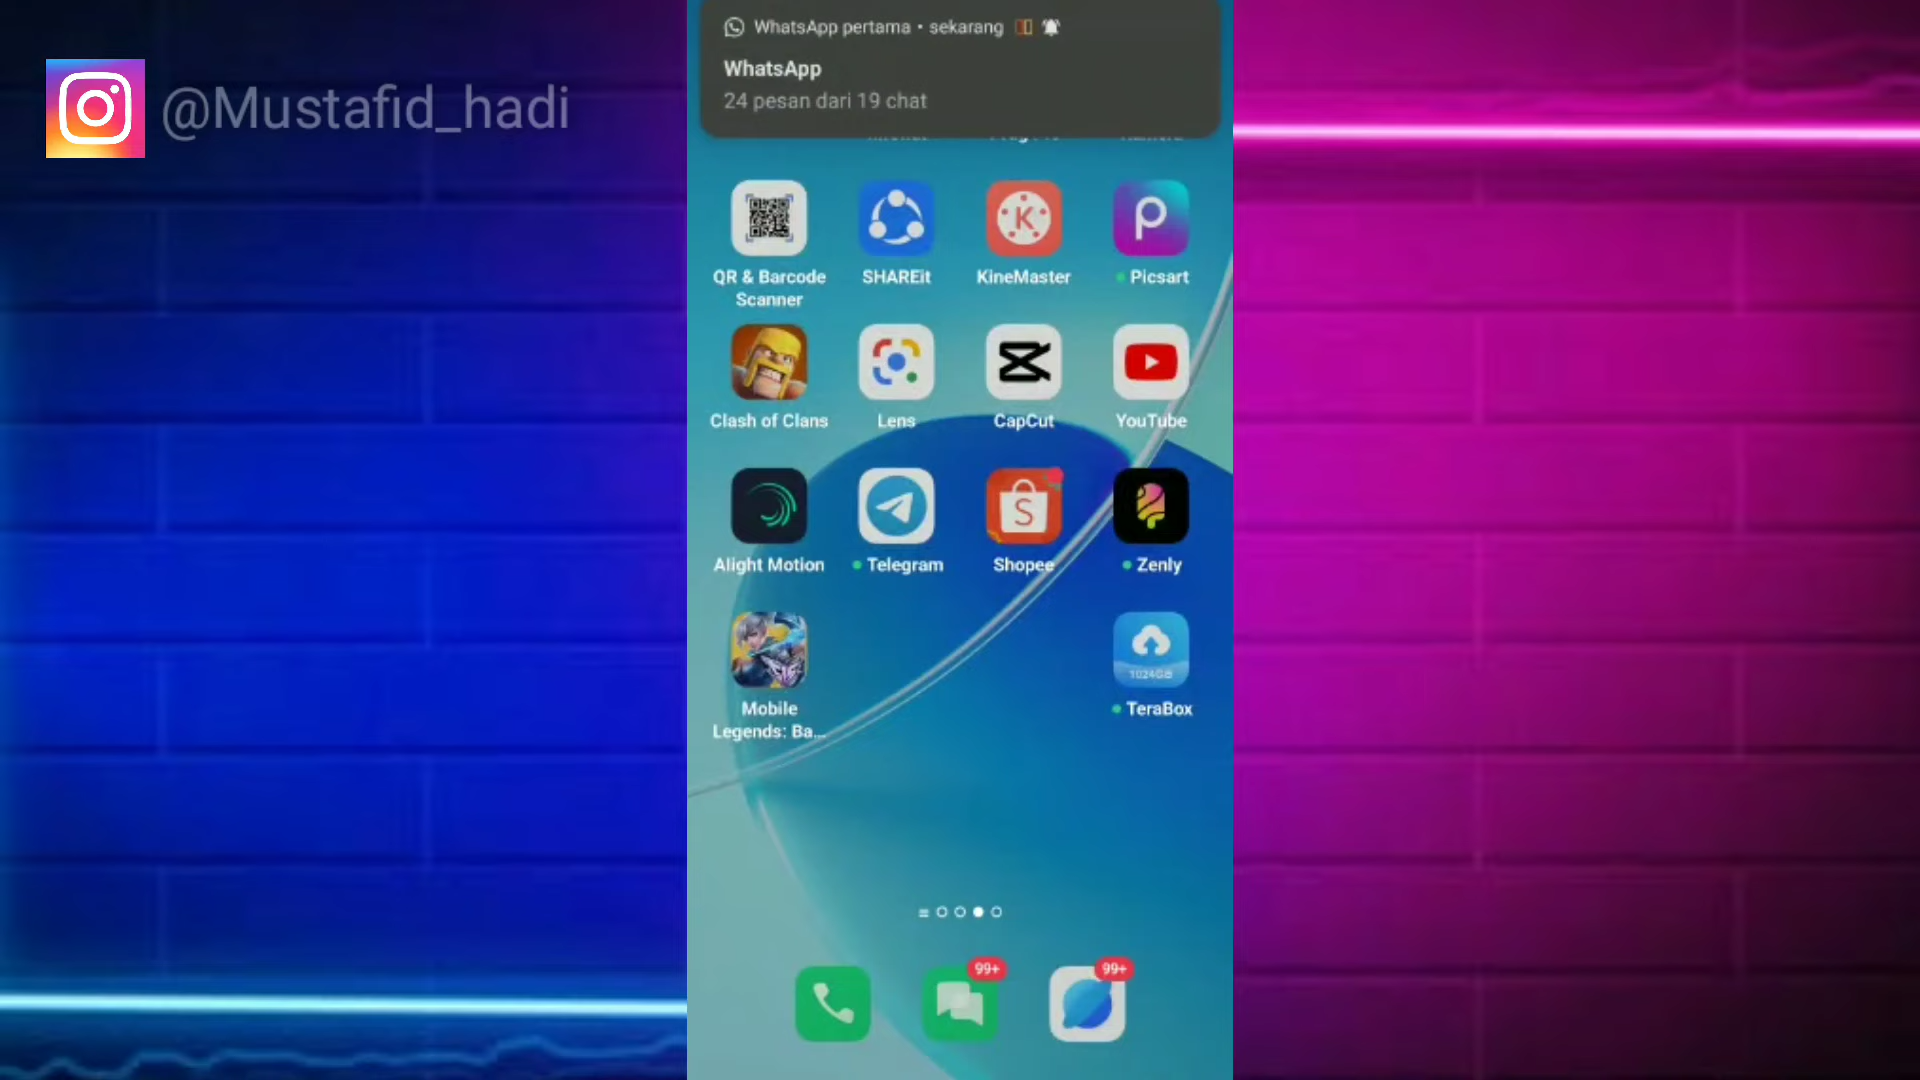 @Mustafid_hadi
WhatsApp pertama • sekarang
WhatsApp
24 pesan dari 19 chat
QR & Barcode
Scanner
SHAREit
KineMaster
Picsart
Clash of Clans
Lens
CapCut
YouTube
Alight Motion
Telegram
Shopee
Zenly
Mobile
Legends: Ba...
1024GB
TeraBox
99+
99+